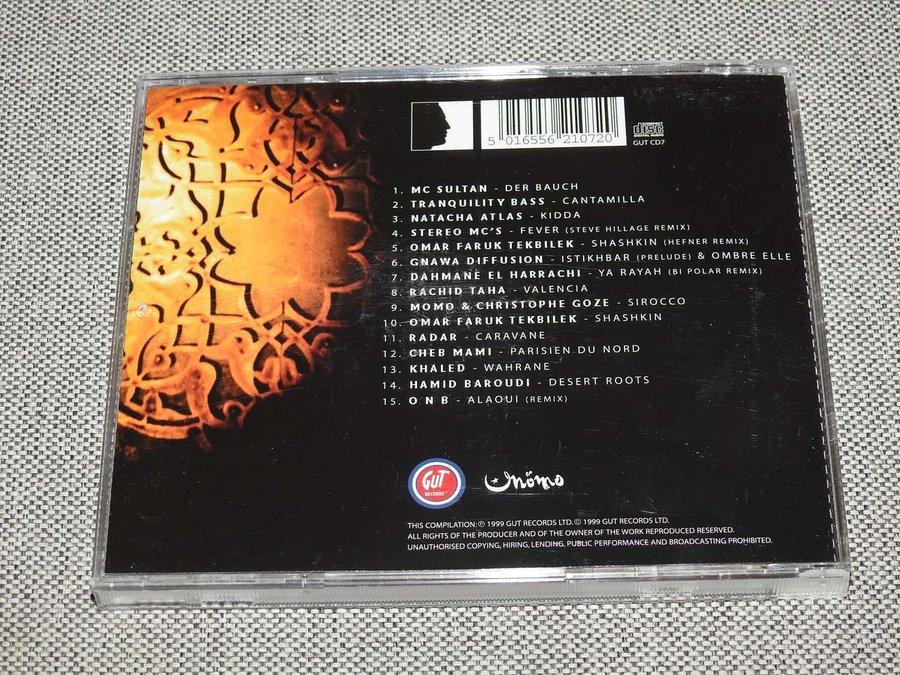 5 016556 210720
COMPACT
disc
DIGITAL AUDIO
GUT CD7
1. MC SULTAN - DER BAUCH
2. TRANQUILITY BASS - CANTAMILLA
3. NATACHA ATLAS - KIDDA
4. STEREO MC'S - FEVER (STEVE HILLAGE REMIX)
5. OMAR FARUK TEKBILEK - SHASHKIN (HEFNER REMIX)
6. GNAWA DIFFUSION - ISTIKHBAR (PRELUDE) & OMBRE ELLE
7. DAHMANE EL HARRACHI - YA RAYAH (BI POLAR REMIX)
8. RACHID TAHA - VALENCIA
9. MOMO & CHRISTOPHE GOZE - SIROCCO
10. OMAR FARUK TEKBILEK - SHASHKIN
11. RADAR - CARAVANE
12. CHEB MAMI - PARISIEN DU NORD
13. KHALED - WAHRANE
14. HAMID BAROUDI - DESERT ROOTS
15. O N B - ALAOUI (REMIX)
GUT
RECORDS
mömo
THIS COMPILATION: ℗ 1999 GUT RECORDS LTD. © 1999 GUT RECORDS LTD.
ALL RIGHTS OF THE PRODUCER AND OF THE OWNER OF THE WORK REPRODUCED RESERVED.
UNAUTHORISED COPYING, HIRING, LENDING, PUBLIC PERFORMANCE AND BROADCASTING PROHIBITED.